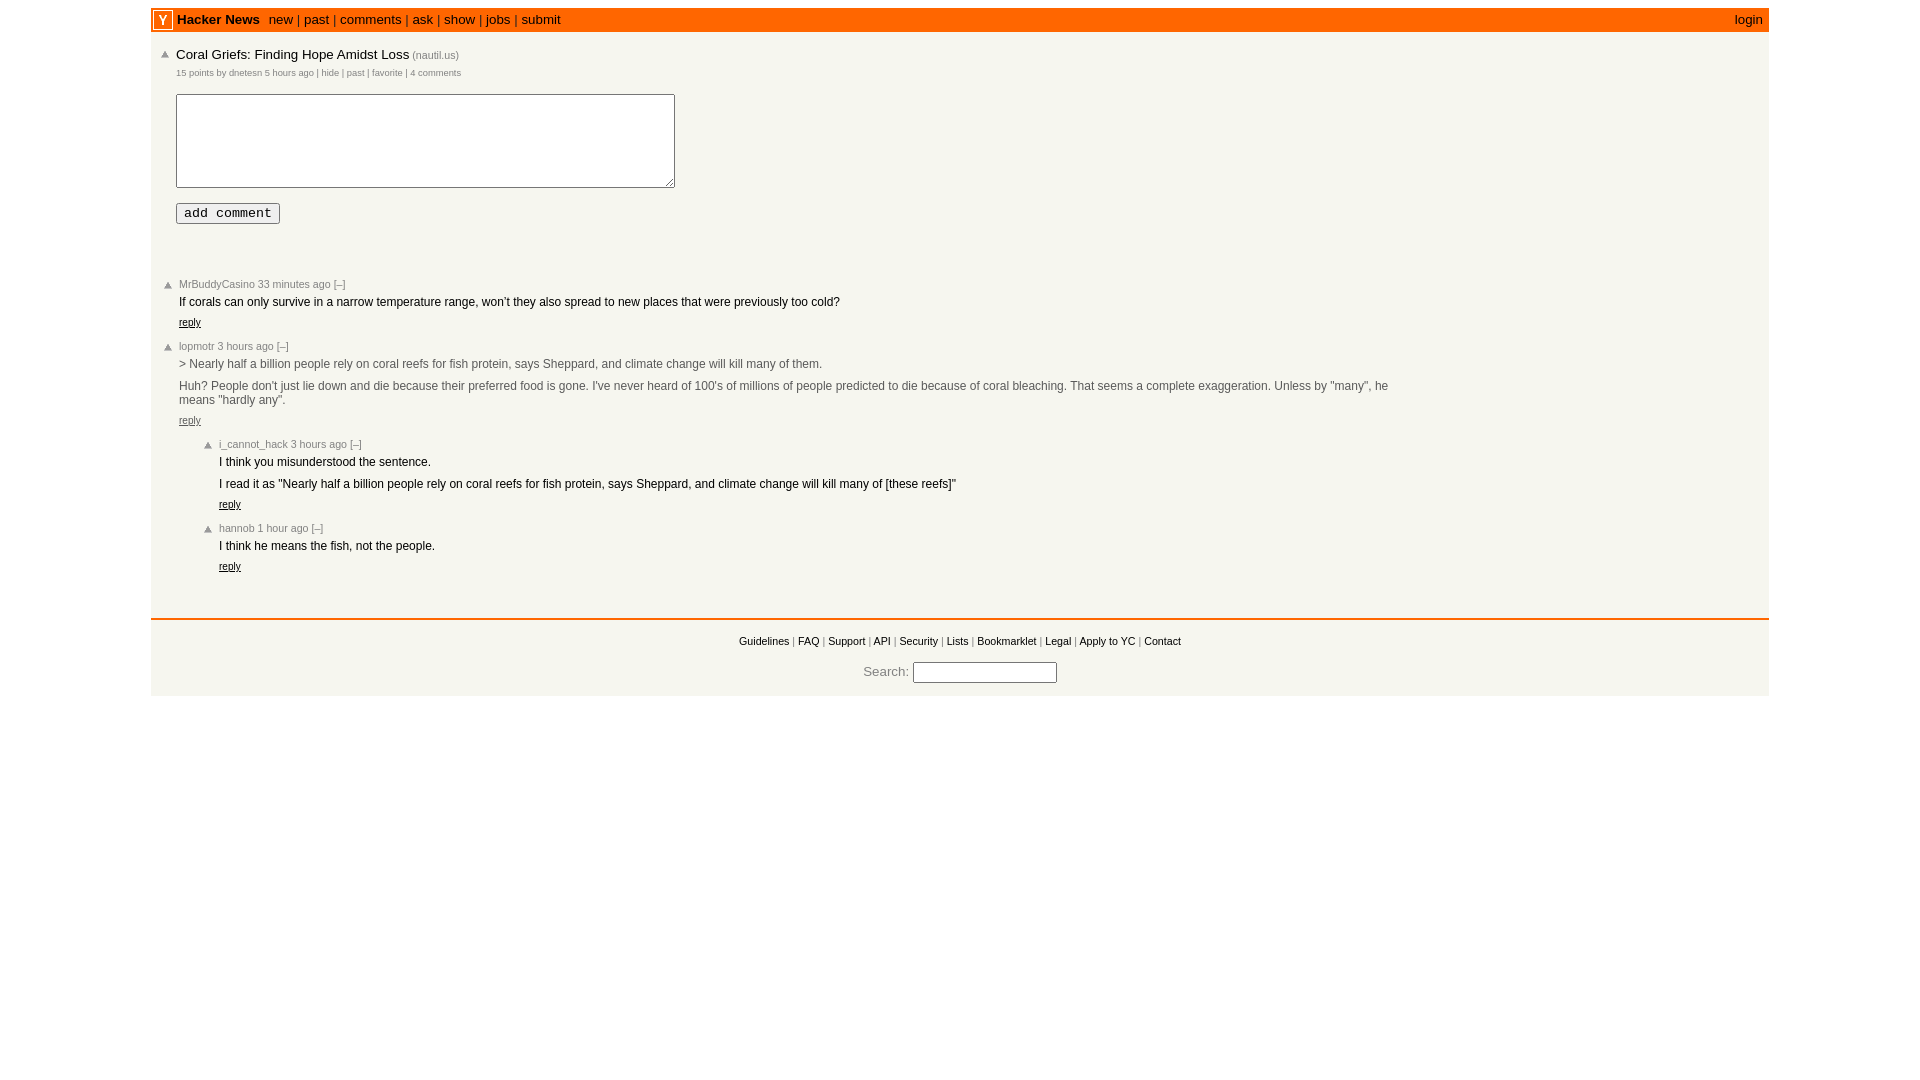 Y Hacker News new | past | comments | ask | show | jobs | submit login
Coral Griefs: Finding Hope Amidst Loss (nautil.us)
15 points by dnetesn 5 hours ago | hide | past | favorite | 4 comments
add comment
MrBuddyCasino 33 minutes ago [–]
If corals can only survive in a narrow temperature range, won’t they also spread to new places that were previously too cold?
reply
lopmotr 3 hours ago [–]
> Nearly half a billion people rely on coral reefs for fish protein, says Sheppard, and climate change will kill many of them.
Huh? People don't just lie down and die because their preferred food is gone. I've never heard of 100's of millions of people predicted to die because of coral bleaching. That seems a complete exaggeration. Unless by "many", he
means "hardly any".
reply
i_cannot_hack 3 hours ago [–]
I think you misunderstood the sentence.
I read it as "Nearly half a billion people rely on coral reefs for fish protein, says Sheppard, and climate change will kill many of [these reefs]"
reply
hannob 1 hour ago [–]
I think he means the fish, not the people.
reply
Guidelines | FAQ | Support | API | Security | Lists | Bookmarklet | Legal | Apply to YC | Contact
Search: